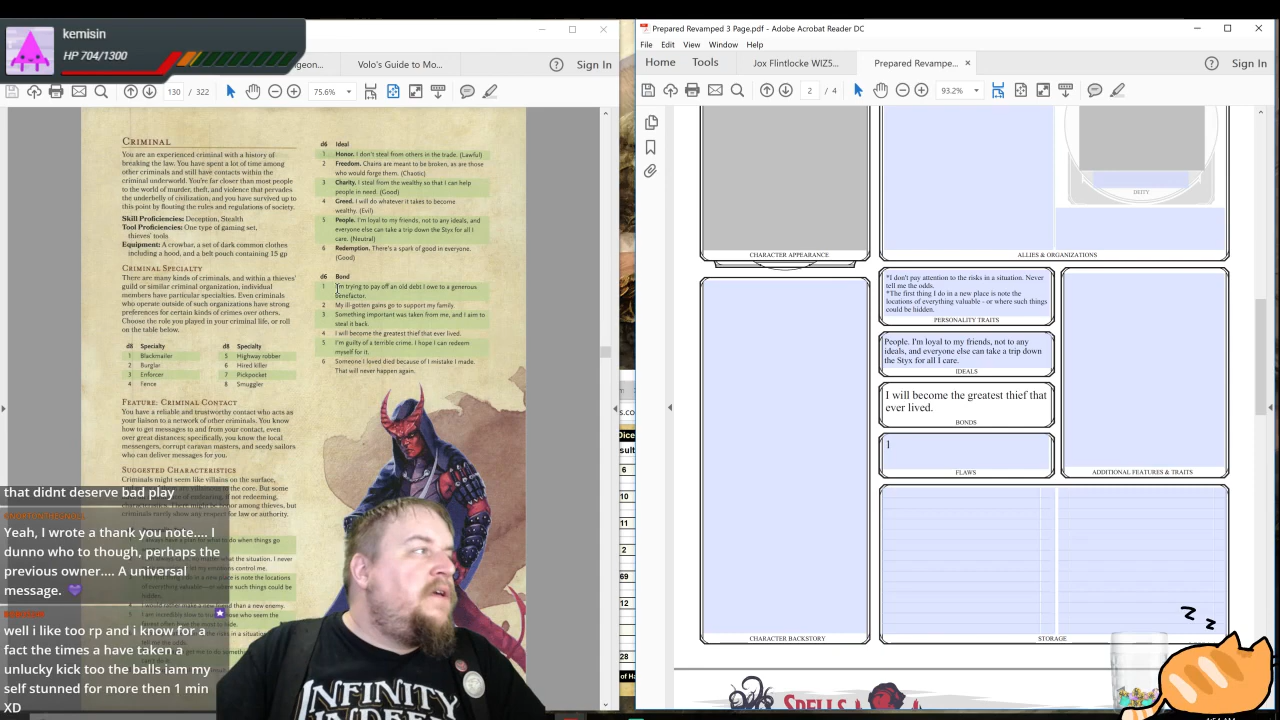 kemisin
HP 704/1300
geon...
Volo's Guide to Mo...
Sign In
130 / 322
75.6%
CRIMINAL
You are an experienced criminal with a history of
breaking the law. You have spent a lot of time among
other criminals and still have contacts within the
criminal underworld. You're far closer than most people
to the world of murder, theft, and violence that pervades
the underbelly of civilization, and you have survived up to
this point by flouting the rules and regulations of society.
Skill Proficiencies: Deception, Stealth
Tool Proficiencies: One type of gaming set,
thieves' tools
Equipment: A crowbar, a set of dark common clothes
including a hood, and a belt pouch containing 15 gp
CRIMINAL SPECIALTY
There are many kinds of criminals, and within a thieves'
guild or similar criminal organization, individual
members have particular specialties. Even criminals
who operate outside of such organizations have strong
preferences for certain kinds of crimes over others.
Choose the role you played in your criminal life, or roll
on the table below.
d8 Specialty d8 Specialty
1 Blackmailer 5 Highway robber
2 Burglar 6 Hired killer
3 Enforcer 7 Pickpocket
4 Fence 8 Smuggler
FEATURE: CRIMINAL CONTACT
You have a reliable and trustworthy contact who acts as
your liaison to a network of other criminals. You know
how to get messages to and from your contact, even
over great distances; specifically, you know the local
messengers, corrupt caravan masters, and seedy sailors
who can deliver messages for you.
SUGGESTED CHARACTERISTICS
Criminals might seem like villains on the surface,
d6 Ideal
1 Honor. I don't steal from others in the trade. (Lawful)
2 Freedom. Chains are meant to be broken, as are those
who would forge them. (Chaotic)
3 Charity. I steal from the wealthy so that I can help
people in need. (Good)
4 Greed. I will do whatever it takes to become
wealthy. (Evil)
5 People. I'm loyal to my friends, not to any ideals, and
everyone else can take a trip down the Styx for all I
care. (Neutral)
6 Redemption. There's a spark of good in everyone.
(Good)
d6 Bond
1 I'm trying to pay off an old debt I owe to a generous
benefactor.
2 My ill-gotten gains go to support my family.
3 Something important was taken from me, and I aim to
steal it back.
4 I will become the greatest thief that ever lived.
5 I'm guilty of a terrible crime. I hope I can redeem
myself for it.
6 Someone I loved died because of I mistake I made.
That will never happen again.
that didnt deserve bad play
Yeah, I wrote a thank you note.... I
dunno who to though, perhaps the
previous owner.... A universal
message. 💜
well i like too rp and i know for a
fact the times a have taken a
unlucky kick too the balls iam my
self stunned for more then 1 min
XD
INFINITY
s.co
Dice
sult
6
10
11
2
69
12
28
of Ha
Prepared Revamped 3 Page.pdf - Adobe Acrobat Reader DC
File Edit View Window Help
Home Tools Jox Flintlocke WIZS... Prepared Revampe... × Sign In
2 / 4
93.2%
DEITY
CHARACTER APPEARANCE
ALLIES & ORGANIZATIONS
*I don't pay attention to the risks in a situation. Never
tell me the odds.
*The first thing I do in a new place is note the
locations of everything valuable - or where such things
could be hidden.
PERSONALITY TRAITS
People. I'm loyal to my friends, not to any
ideals, and everyone else can take a trip down
the Styx for all I care.
IDEALS
I will become the greatest thief that
ever lived.
BONDS
1
FLAWS
ADDITIONAL FEATURES & TRAITS
CHARACTER BACKSTORY
STORAGE
SPELLS
z
z